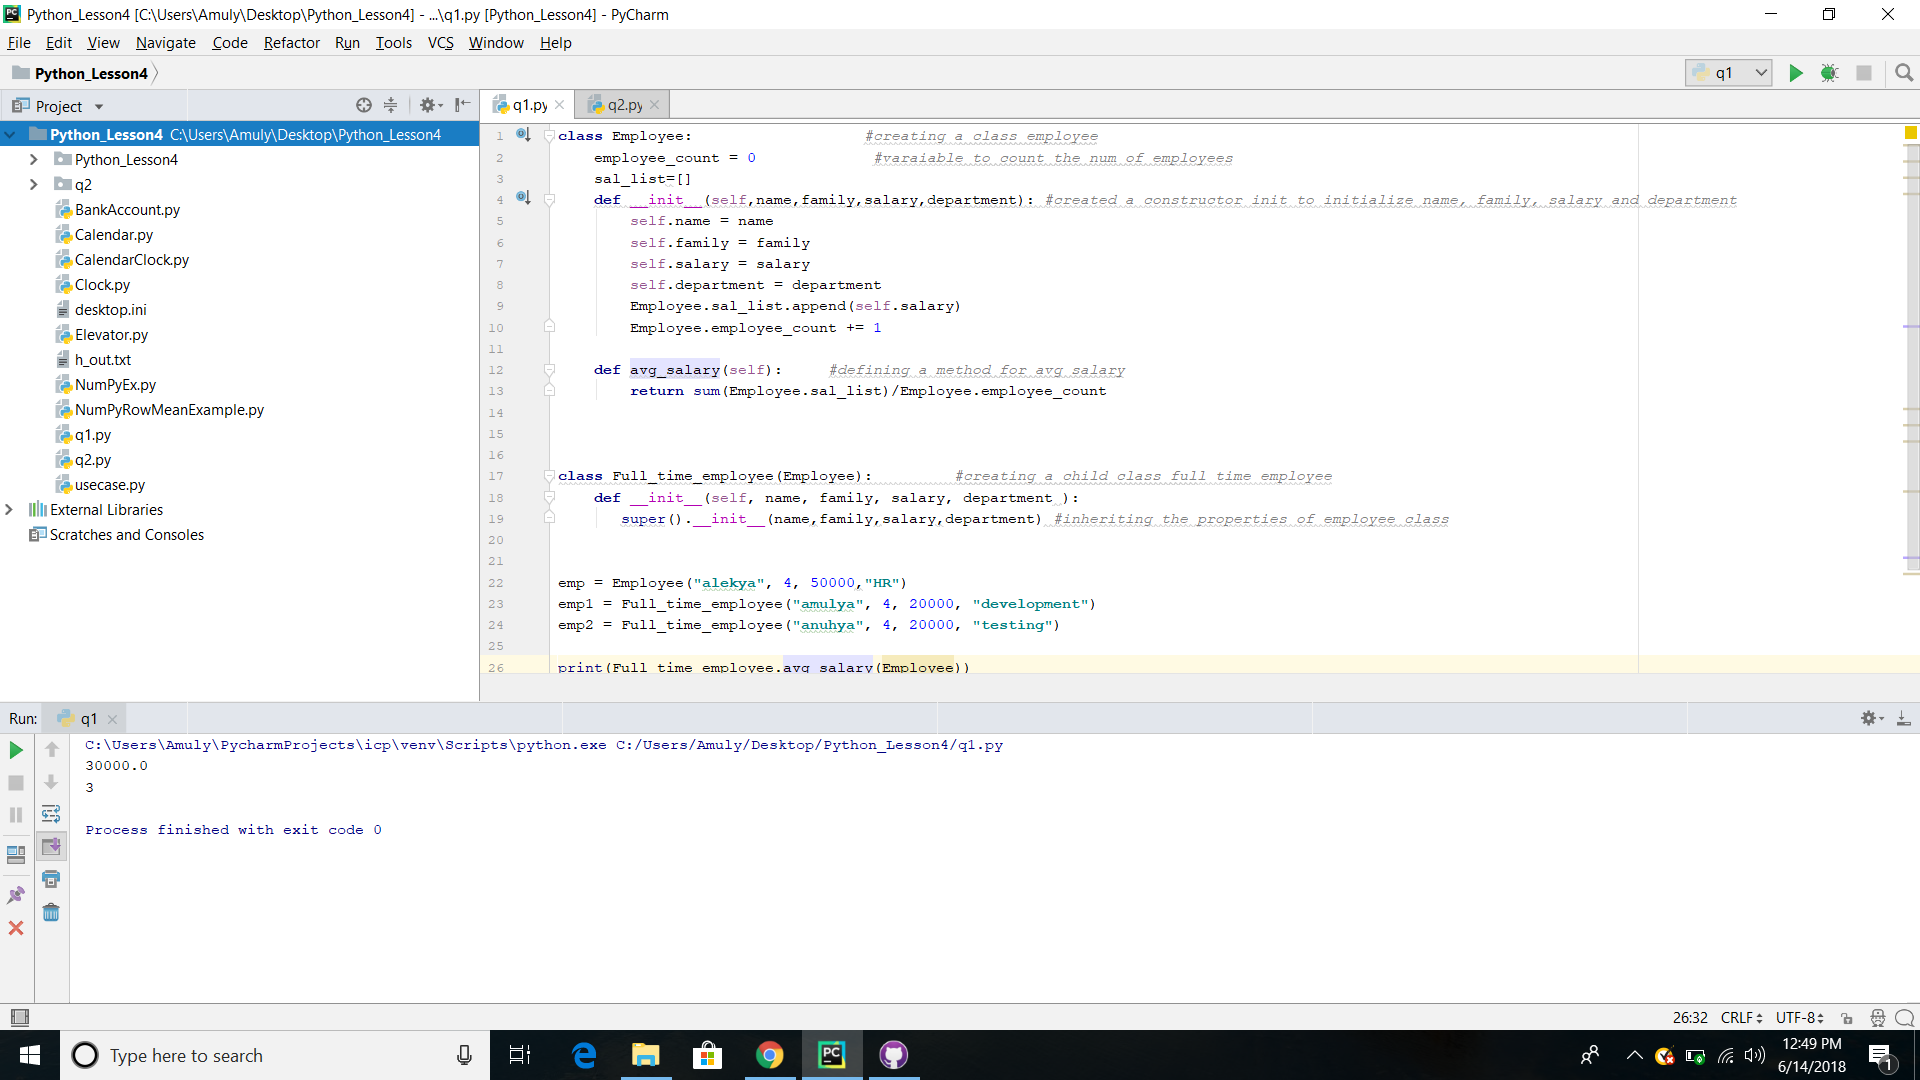 Python_Lesson4 [C:\Users\Amuly\Desktop\Python_Lesson4] - ...\q1.py [Python_Lesson4] - PyCharm
File Edit View Navigate Code Refactor Run Tools VCS Window Help
Python_Lesson4
q1
Project
q1.py
q2.py
Python_Lesson4 C:\Users\Amuly\Desktop\Python_Lesson4
Python_Lesson4
q2
BankAccount.py
Calendar.py
CalendarClock.py
Clock.py
desktop.ini
Elevator.py
h_out.txt
NumPyEx.py
NumPyRowMeanExample.py
q1.py
q2.py
usecase.py
External Libraries
Scratches and Consoles
1 class Employee: #creating a class employee
2 employee_count = 0 #varaiable to count the num of employees
3 sal_list=[]
4 def __init__(self,name,family,salary,department): #created a constructor init to initialize name, family, salary and department
5 self.name = name
6 self.family = family
7 self.salary = salary
8 self.department = department
9 Employee.sal_list.append(self.salary)
10 Employee.employee_count += 1
11
12 def avg_salary(self): #defining a method for avg salary
13 return sum(Employee.sal_list)/Employee.employee_count
14
15
16
17 class Full_time_employee(Employee): #creating a child class full time employee
18 def __init__(self, name, family, salary, department ):
19 super().__init__(name,family,salary,department) #inheriting the properties of employee class
20
21
22 emp = Employee("alekya", 4, 50000,"HR")
23 emp1 = Full_time_employee("amulya", 4, 20000, "development")
24 emp2 = Full_time_employee("anuhya", 4, 20000, "testing")
25
26 print(Full_time_employee.avg_salary(Employee))
Run: q1
C:\Users\Amuly\PycharmProjects\icp\venv\Scripts\python.exe C:/Users/Amuly/Desktop/Python_Lesson4/q1.py
30000.0
3
Process finished with exit code 0
26:32 CRLF UTF-8
Type here to search
PC
12:49 PM
6/14/2018
1